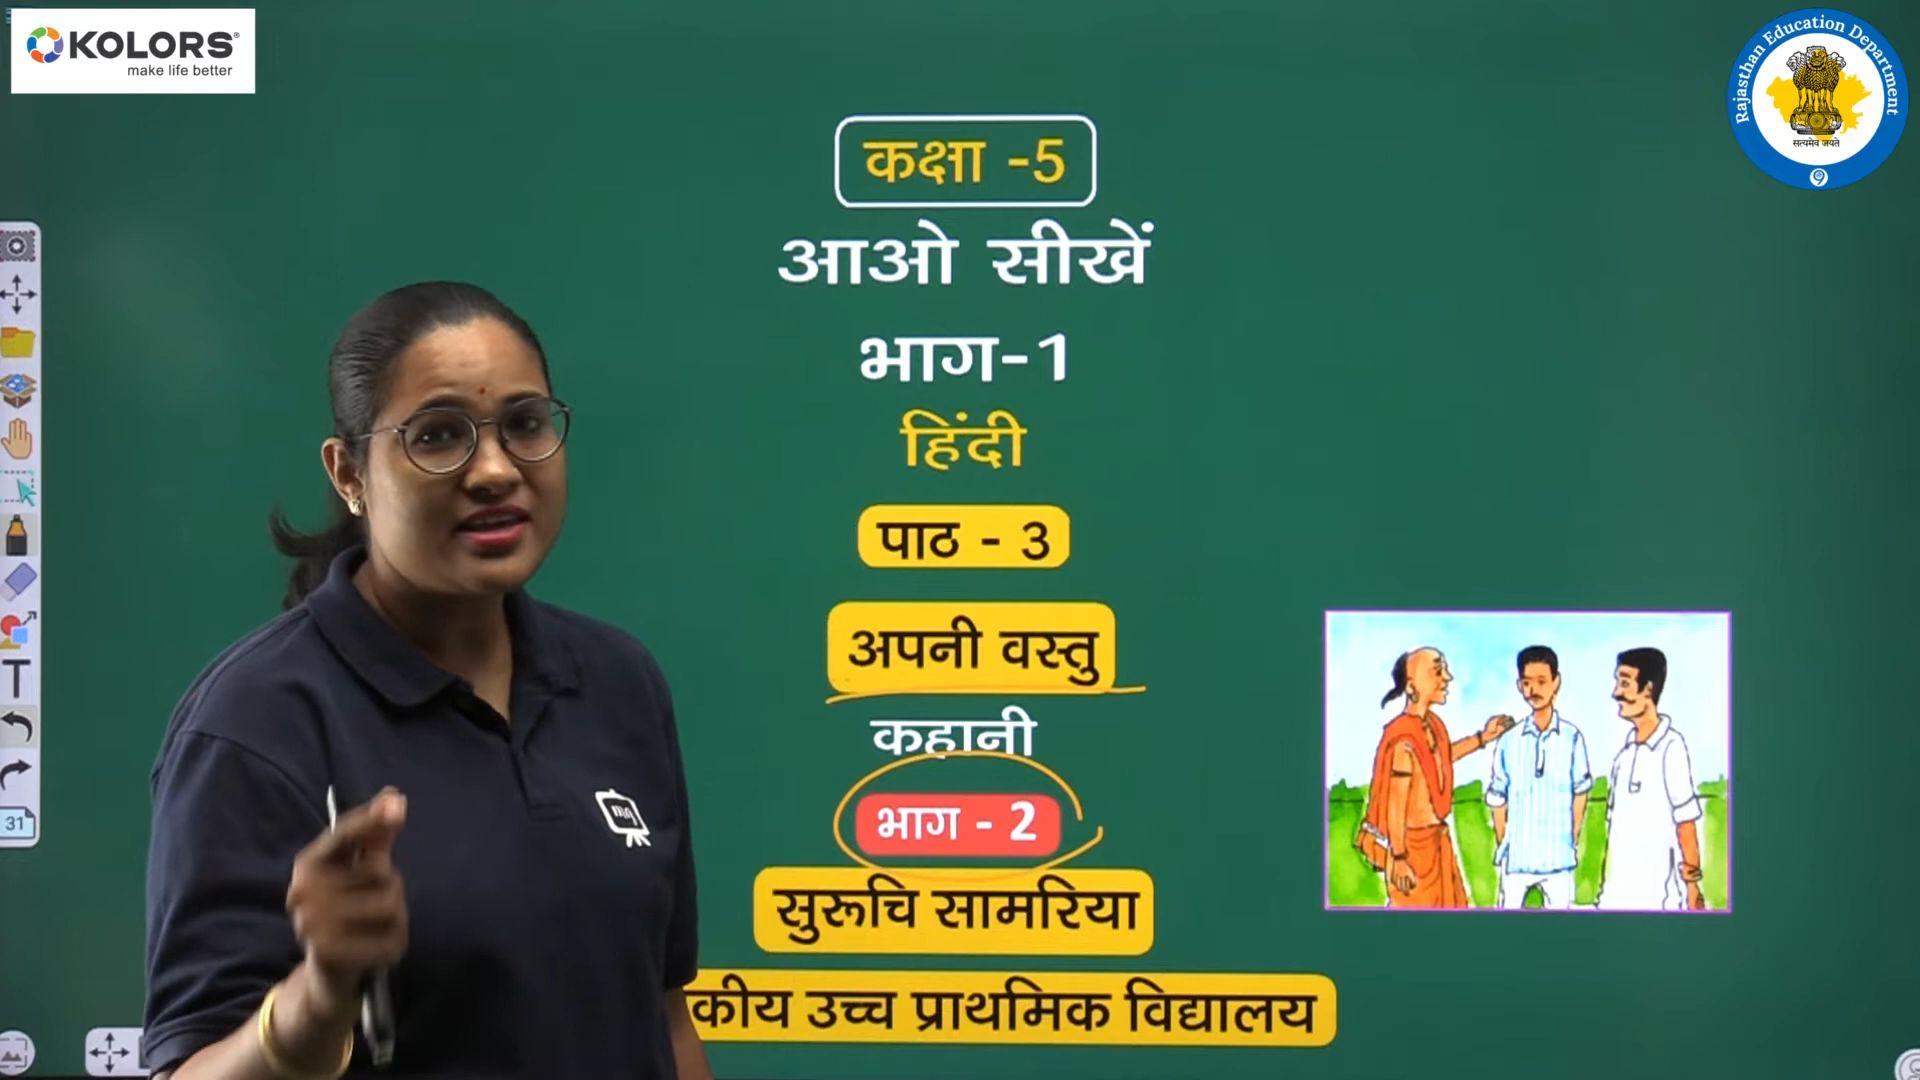 KOLORS
make life better
Rajasthan Education Department
सत्यमेव जयते
कक्षा -5
आओ सीखें
भाग-1
हिंदी
पाठ - 3
अपनी वस्तु
कहानी
भाग - 2
सुरूचि सामरिया
कीय उच्च प्राथमिक विद्यालय
T
31
mg